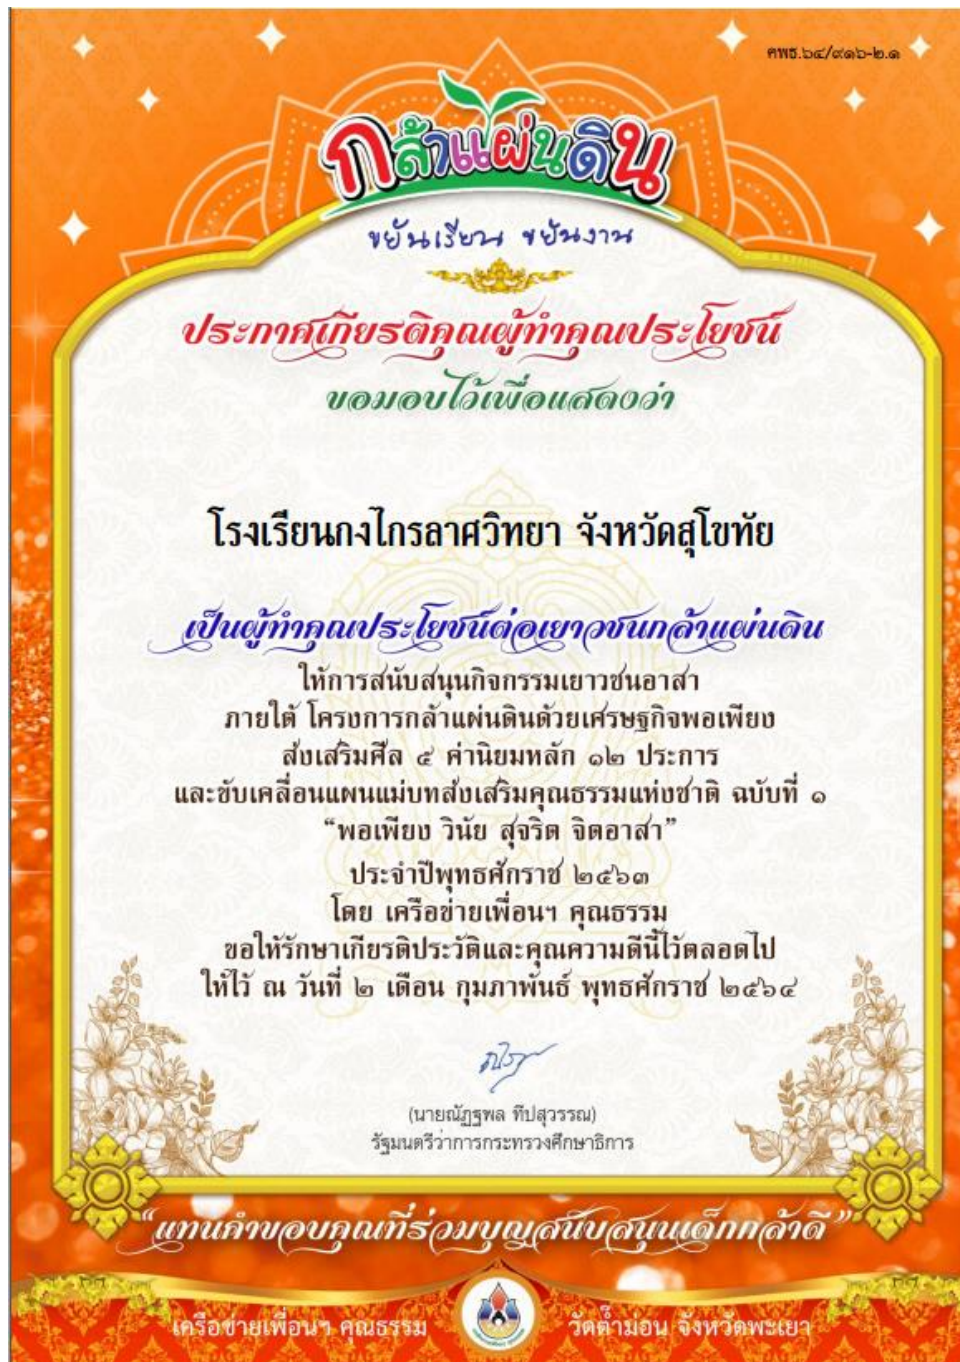 ศพธ.๖๔/๙๑๖-๒.๑
กล้าแผ่นดิน
ขยันเรียน ขยันงาน
ประกาศเกียรติคุณผู้ทำคุณประโยชน์
ขอมอบไว้เพื่อแสดงว่า
โรงเรียนกงไกรลาศวิทยา จังหวัดสุโขทัย
เป็นผู้ทำคุณประโยชน์ต่อเยาวชนกล้าแผ่นดิน
ให้การสนับสนุนกิจกรรมเยาวชนอาสา
ภายใต้ โครงการกล้าแผ่นดินด้วยเศรษฐกิจพอเพียง
ส่งเสริมศีล ๕ ค่านิยมหลัก ๑๒ ประการ
และขับเคลื่อนแผนแม่บทส่งเสริมคุณธรรมแห่งชาติ ฉบับที่ ๑
“พอเพียง วินัย สุจริต จิตอาสา”
ประจำปีพุทธศักราช ๒๕๖๓
โดย เครือข่ายเพื่อนฯ คุณธรรม
ขอให้รักษาเกียรติประวัติและคุณความดีนี้ไว้ตลอดไป
ให้ไว้ ณ วันที่ ๒ เดือน กุมภาพันธ์ พุทธศักราช ๒๕๖๔
(นายณัฏฐพล ทีปสุวรรณ)
รัฐมนตรีว่าการกระทรวงศึกษาธิการ
“แทนคำขอบคุณที่ร่วมบุญสนับสนุนเด็กกล้าดี”
เครือข่ายเพื่อนฯ คุณธรรม วัดต๊ำม่อน จังหวัดพะเยา